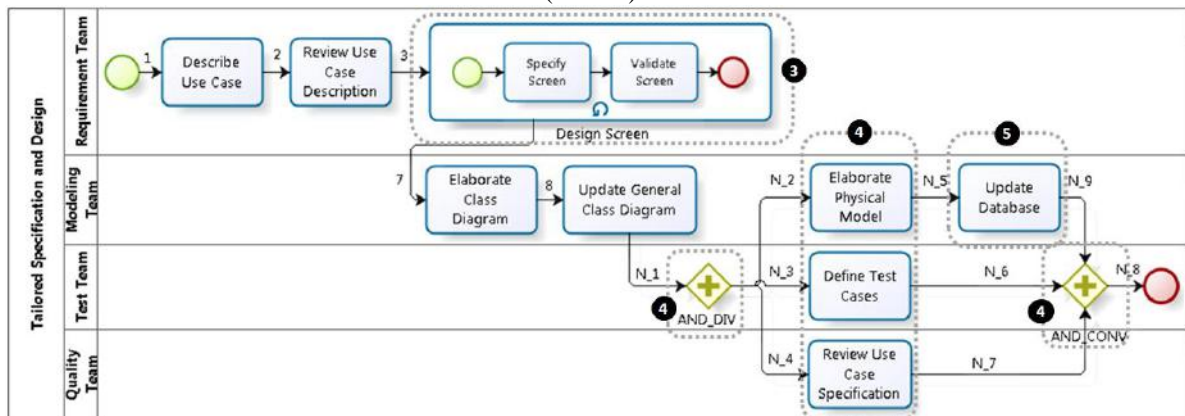 Tailored Specification and Design
Requirement Team
1
Describe
Use Case
2
Review Use
Case
Description
3
Specify
Screen
Validate
Screen
Design Screen
3
Modeling
Team
7
Elaborate
Class
Diagram
8
Update General
Class Diagram
N_1
N_2
4
Elaborate
Physical
Model
N_5
5
Update
Database
N_9
Test Team
4
AND_DIV
N_3
Define Test
Cases
N_6
4
AND_CONV
N_8
Quality
Team
N_4
Review Use
Case
Specification
N_7